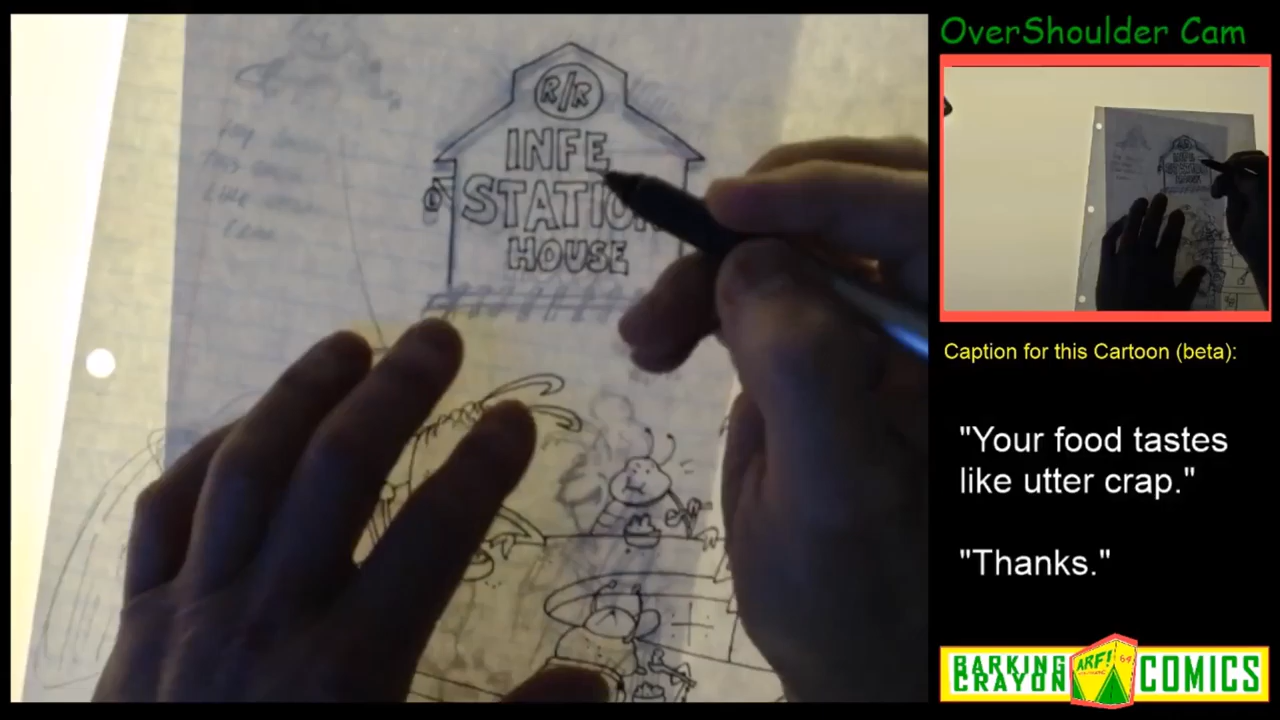 OverShoulder Cam
R/R
INFE
STATION
HOUSE
Caption for this Cartoon (beta):
"Your food tastes
like utter crap."
"Thanks."
BARKING
CRAYON
ARF!
COMICS